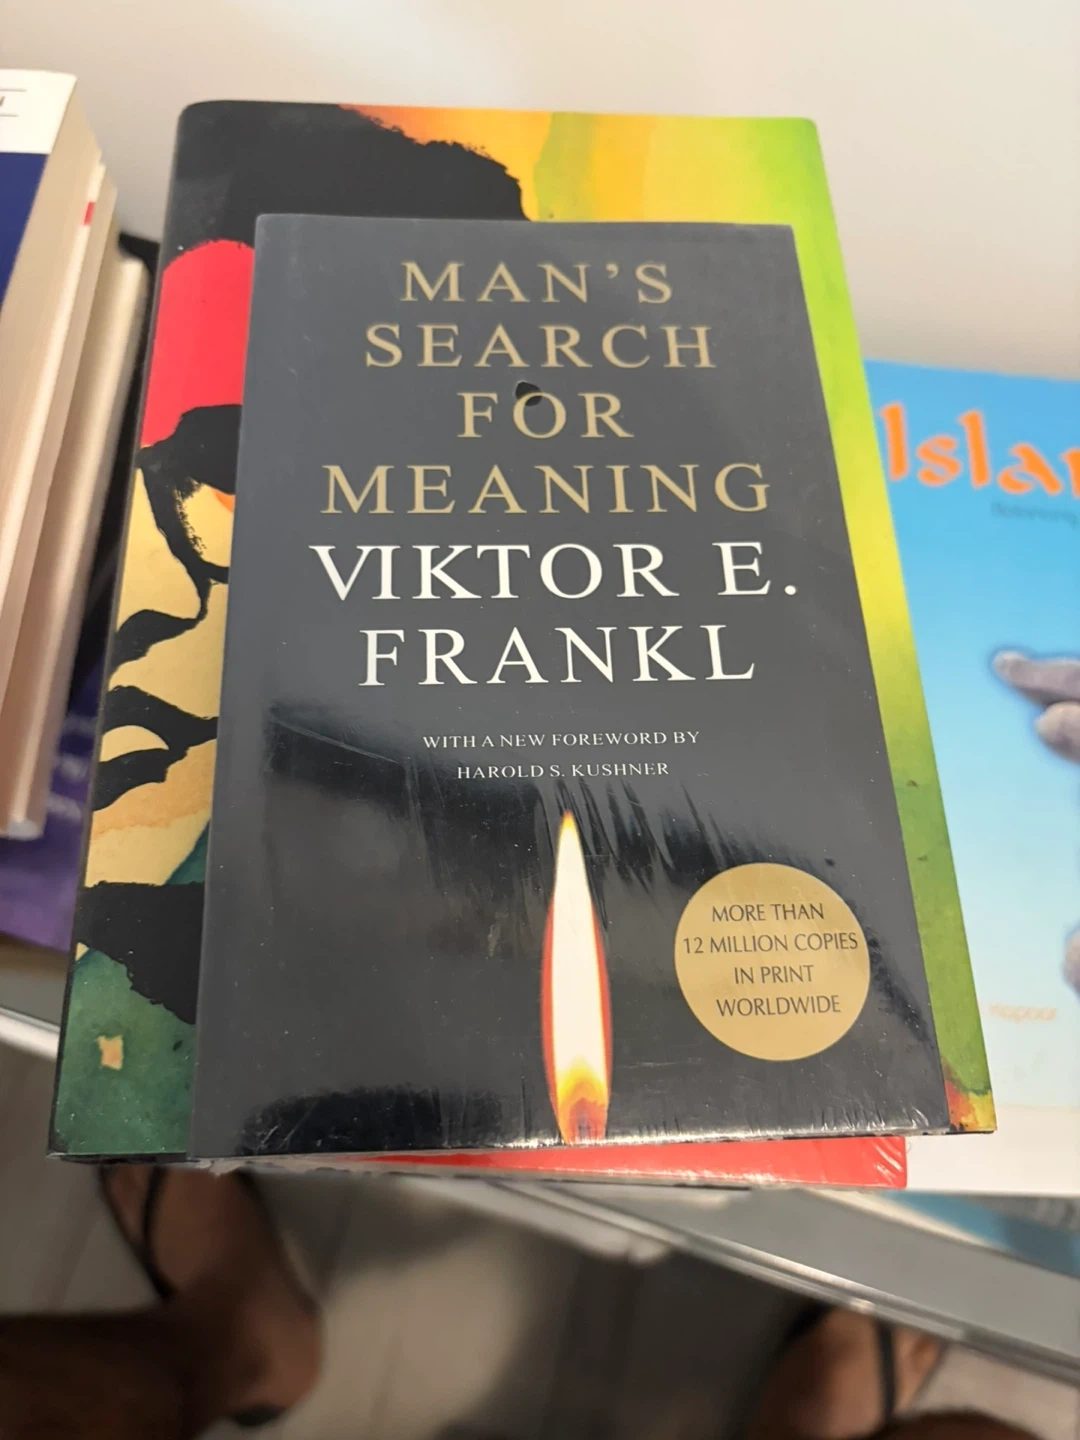 MAN'S
SEARCH
FOR
MEANING
VIKTOR E.
FRANKL
WITH A NEW FOREWORD BY
HAROLD S. KUSHNER
MORE THAN
12 MILLION COPIES
IN PRINT
WORLDWIDE
Kapoor